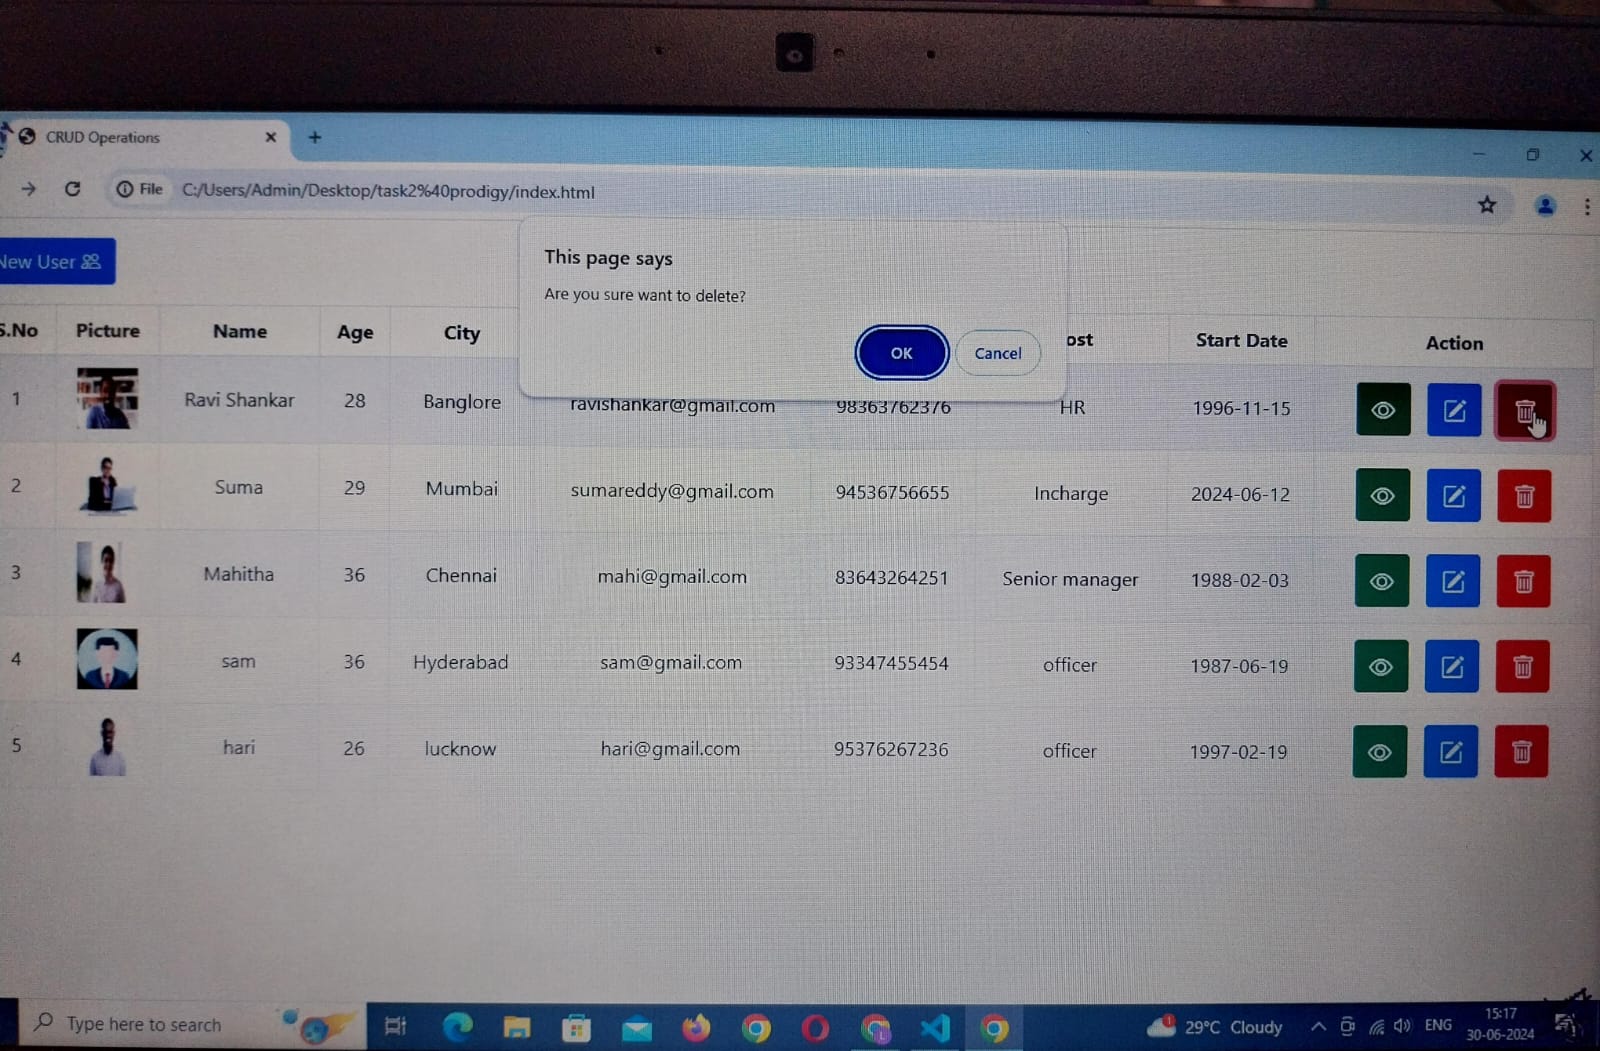 CRUD Operations
File C:/Users/Admin/Desktop/task2%40prodigy/index.html
New User
This page says
Are you sure want to delete?
OK Cancel
S.No Picture Name Age City ost Start Date Action
1 Ravi Shankar 28 Banglore ravishankar@gmail.com 98363762376 HR 1996-11-15
2 Suma 29 Mumbai sumareddy@gmail.com 94536756655 Incharge 2024-06-12
3 Mahitha 36 Chennai mahi@gmail.com 83643264251 Senior manager 1988-02-03
4 sam 36 Hyderabad sam@gmail.com 93347455454 officer 1987-06-19
5 hari 26 lucknow hari@gmail.com 95376267236 officer 1997-02-19
Type here to search 29°C Cloudy ENG 15:17
30-06-2024